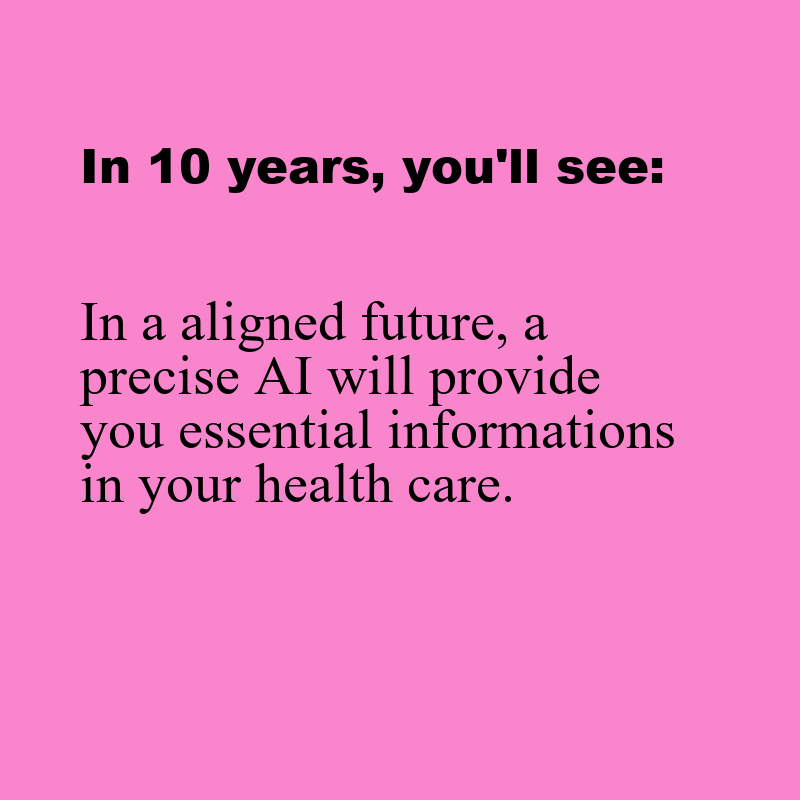 In 10 years, you'll see:
In a aligned future, a
precise AI will provide
you essential informations
in your health care.